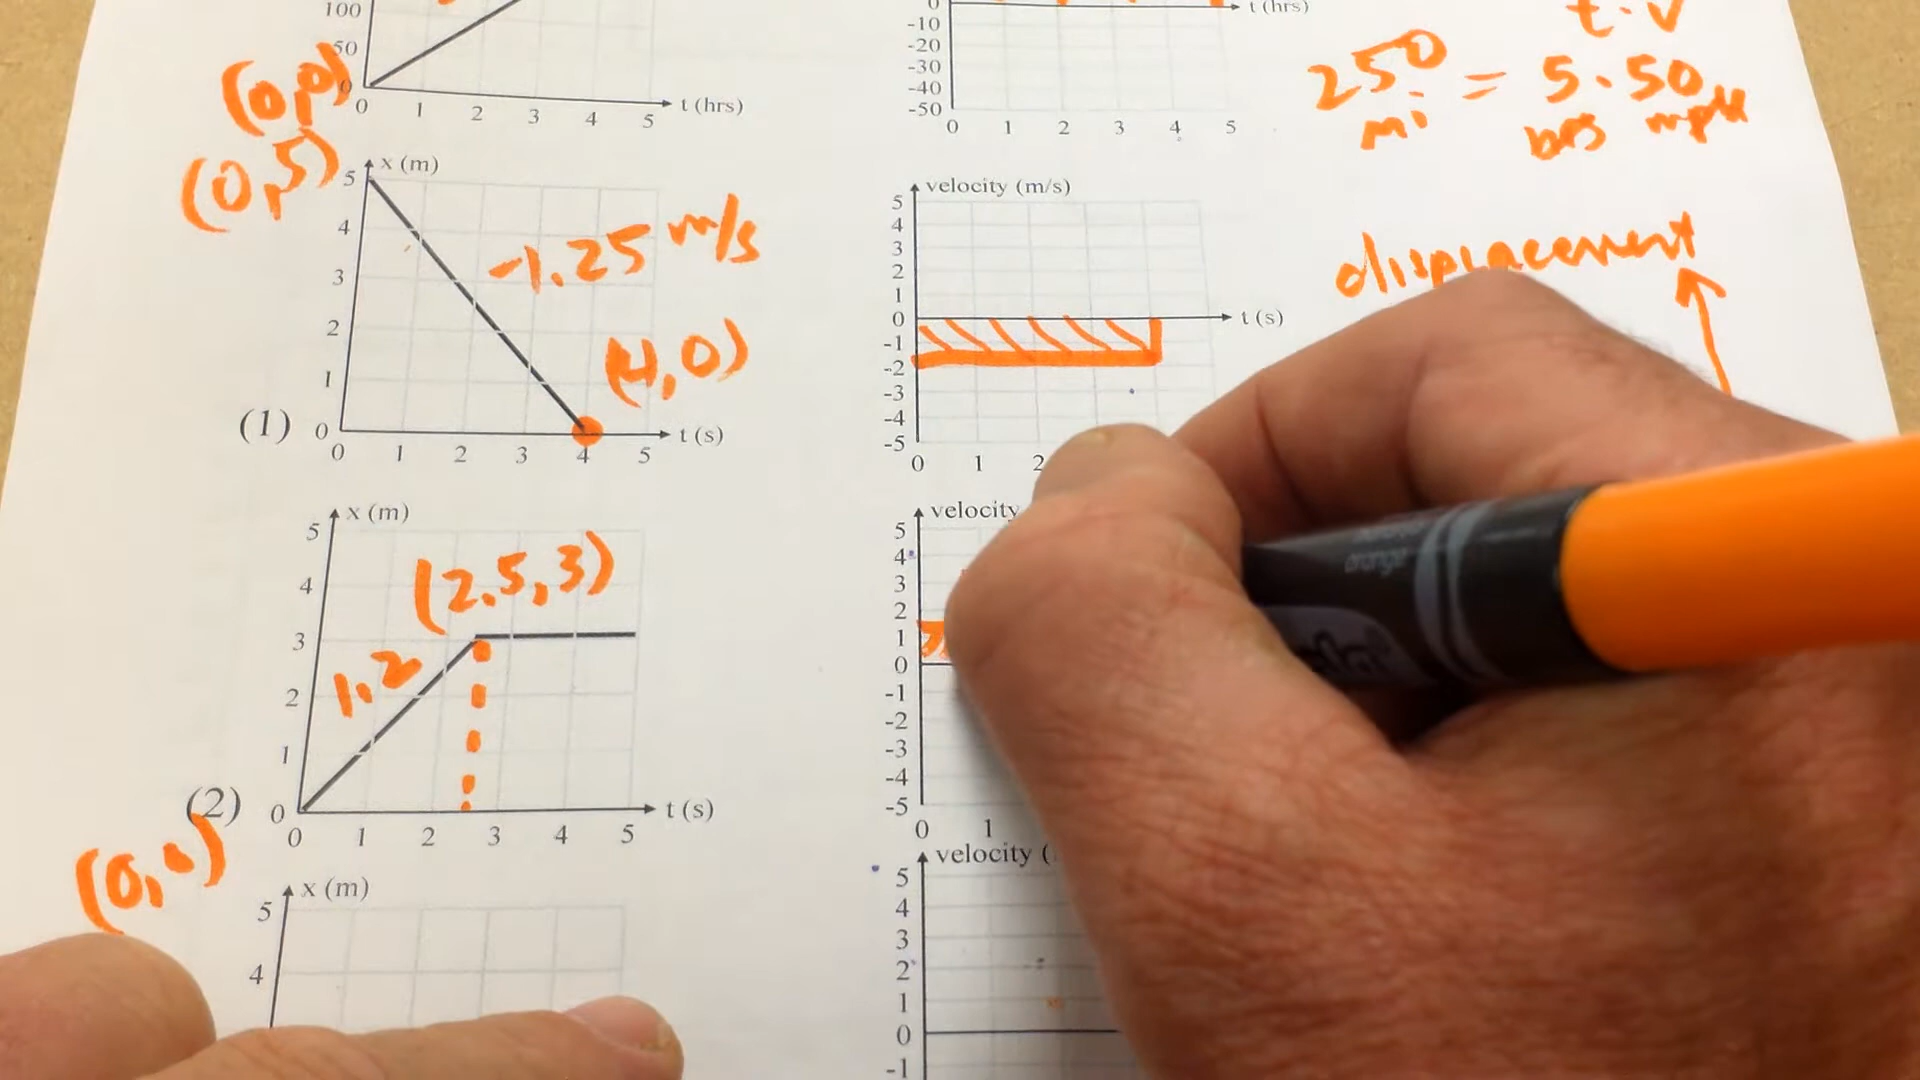 100
50
0
0 1 2 3 4 5
t (hrs)
(0,0)
0
-10
-20
-30
-40
-50
0 1 2 3 4 5
t (hrs)
t·v
250 = 5·50
mi hrs mph
(0,5)
x (m)
5
4
3
2
1
0
0 1 2 3 4 5
t (s)
-1.25 m/s
(4,0)
(1)
velocity (m/s)
5
4
3
2
1
0
-1
-2
-3
-4
-5
0 1 2
t (s)
displacement
x (m)
5
4
3
2
1
0
0 1 2 3 4 5
t (s)
(2.5,3)
1.2
(2)
(0,0)
velocity
5
4
3
2
1
0
-1
-2
-3
-4
-5
0 1
x (m)
5
4
velocity (
5
4
3
2
1
0
-1
orange